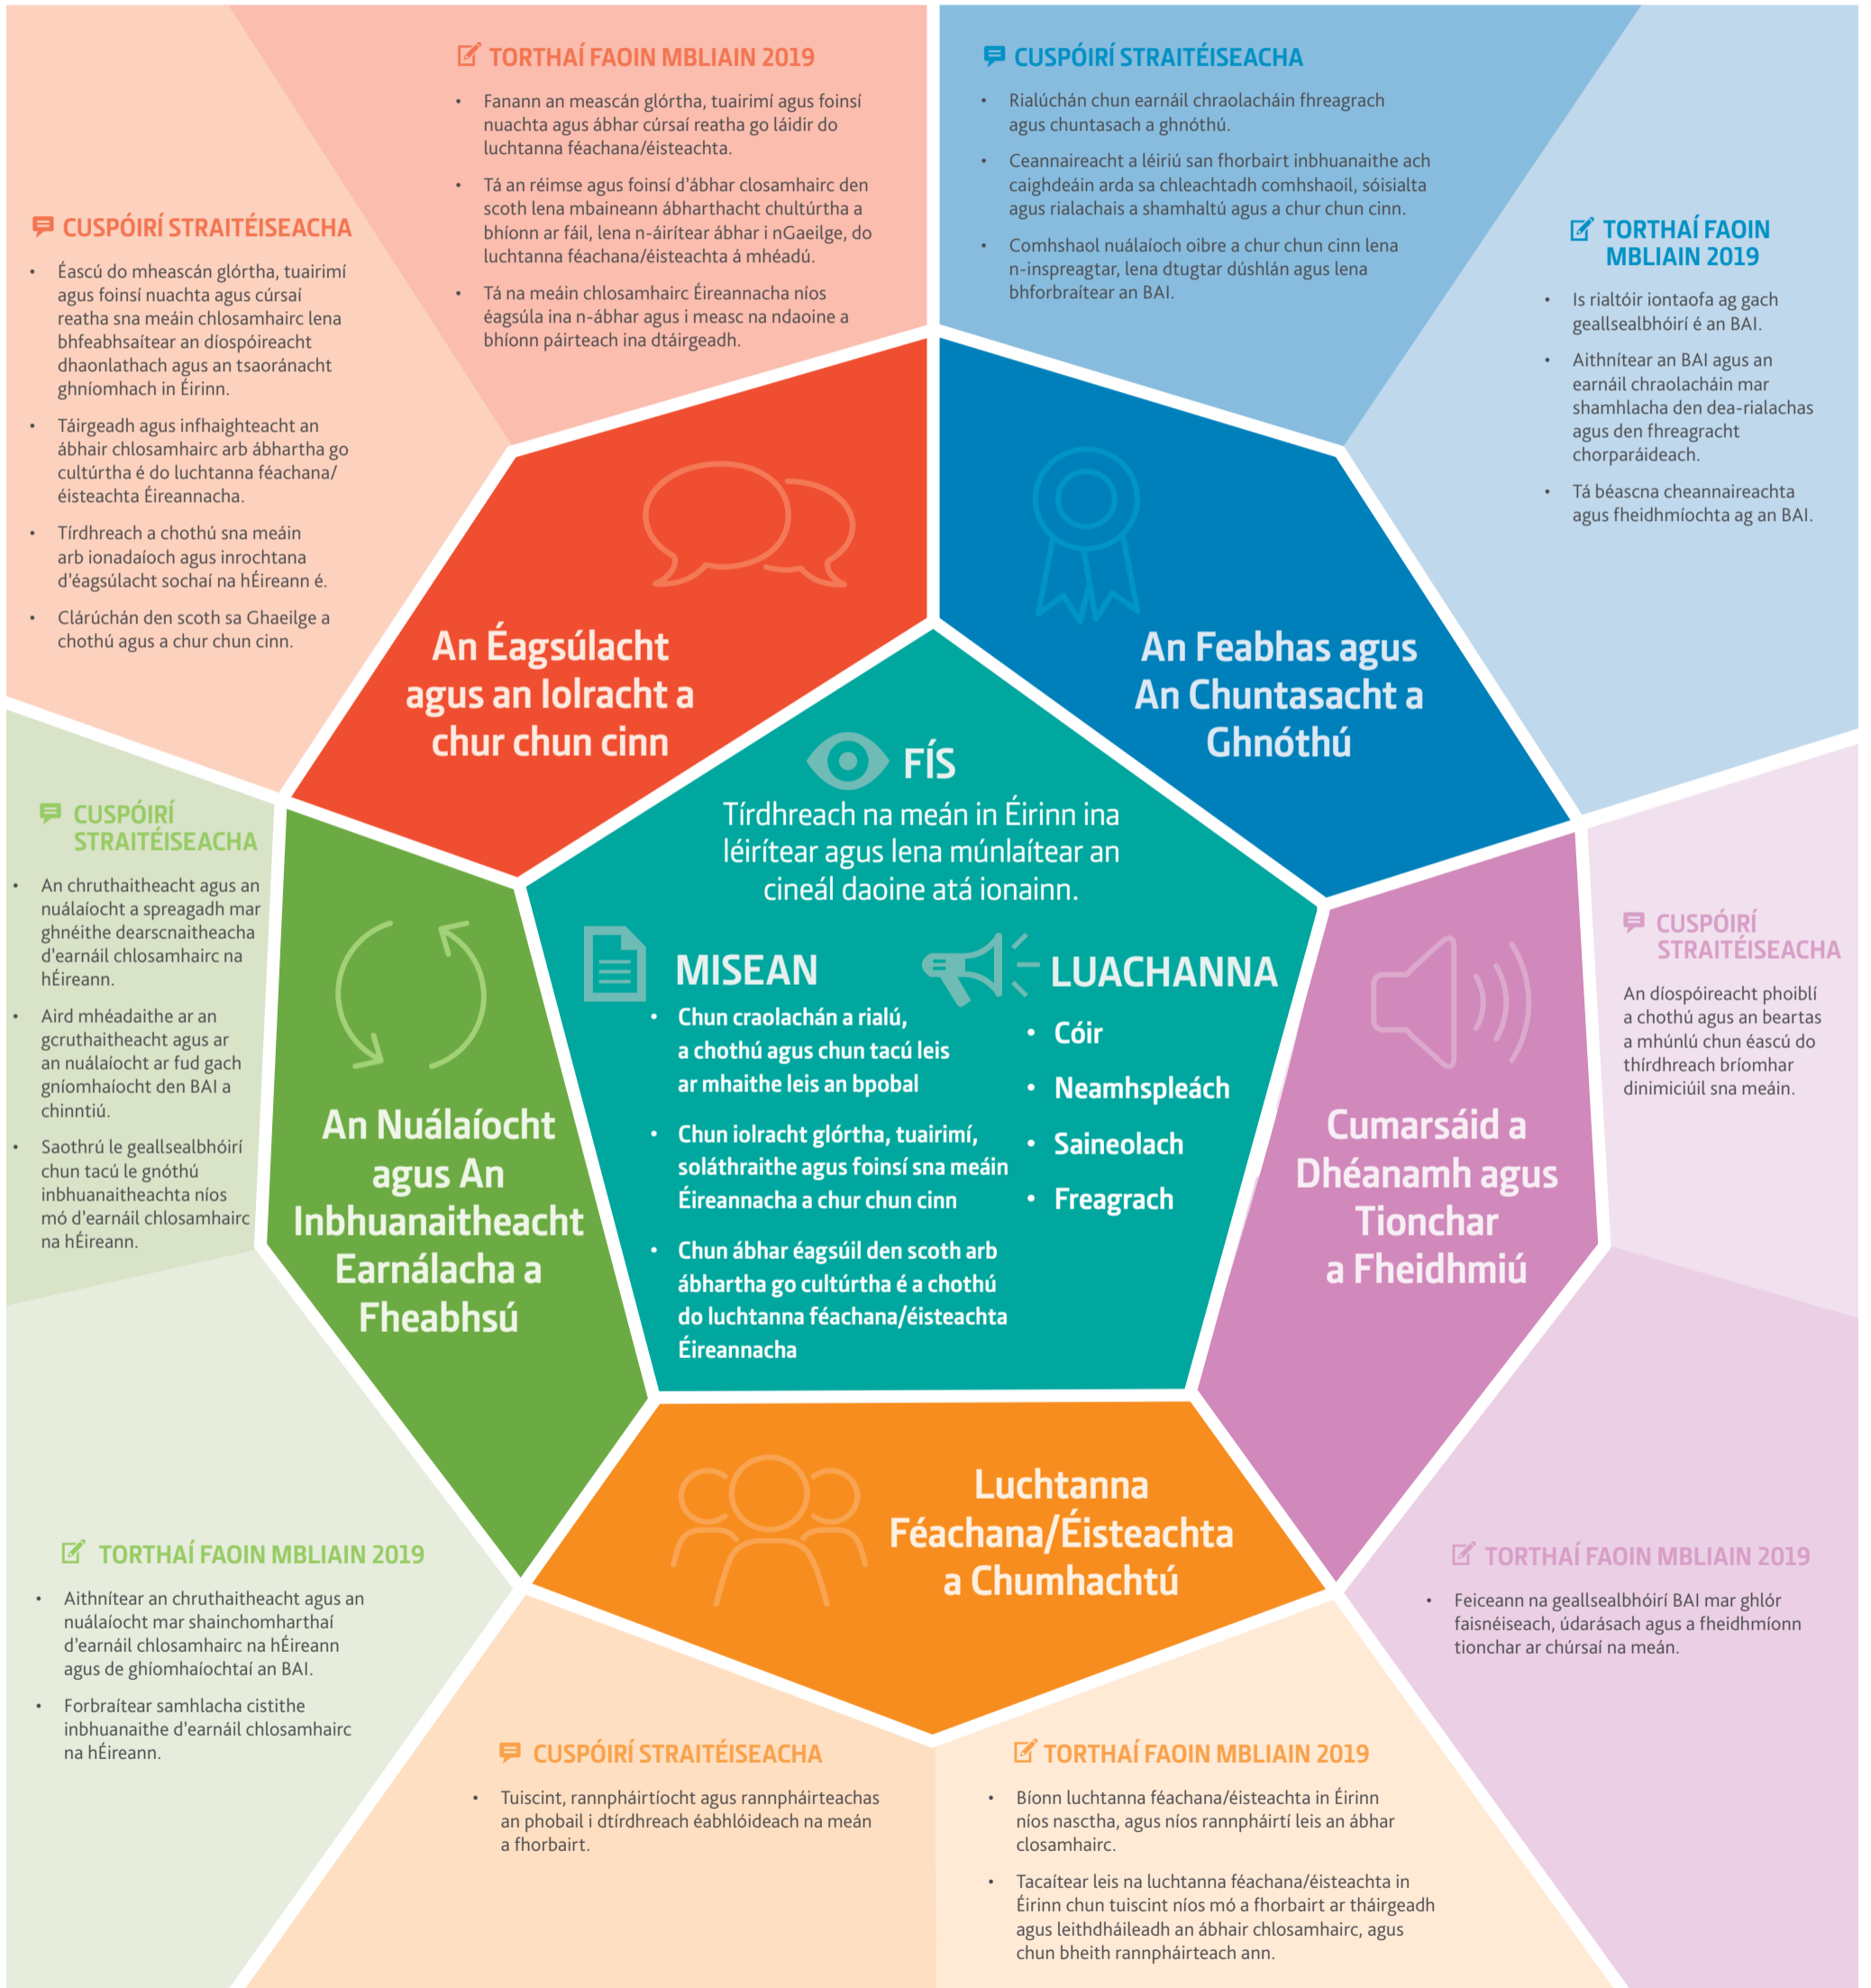 TORTHAÍ FAOIN MBLIAIN 2019
• Fanann an meascán glórtha, tuairimí agus foinsí
nuachta agus ábhar cúrsaí reatha go láidir do
luchtanna féachana/éisteachta.
• Tá an réimse agus foinsí d'ábhar closamhairc den
scoth lena mbaineann ábharthacht chultúrtha a
bhíonn ar fáil, lena n-áirítear ábhar i nGaeilge, do
luchtanna féachana/éisteachta á mhéadú.
• Tá na meáin chlosamhairc Éireannacha níos
éagsúla ina n-ábhar agus i measc na ndaoine a
bhíonn páirteach ina dtáirgeadh.
CUSPÓIRÍ STRAITÉISEACHA
• Éascú do mheascán glórtha, tuairimí
agus foinsí nuachta agus cúrsaí
reatha sna meáin chlosamhairc lena
bhfeabhsaítear an díospóireacht
dhaonlathach agus an tsaoránacht
ghníomhach in Éirinn.
• Táirgeadh agus infhaighteacht an
ábhair chlosamhairc arb ábhartha go
cultúrtha é do luchtanna féachana/
éisteachta Éireannacha.
• Tírdhreach a chothú sna meáin
arb ionadaíoch agus inrochtana
d'éagsúlacht sochaí na hÉireann é.
• Clárúchán den scoth sa Ghaeilge a
chothú agus a chur chun cinn.
An Éagsúlacht
agus an Iolracht a
chur chun cinn
CUSPÓIRÍ STRAITÉISEACHA
• Rialúchán chun earnáil chraolacháin fhreagrach
agus chuntasach a ghnóthú.
• Ceannaireacht a léiriú san fhorbairt inbhuanaithe ach
caighdeáin arda sa chleachtadh comhshaoil, sóisialta
agus rialachais a shamhaltú agus a chur chun cinn.
• Comhshaol nuálaíoch oibre a chur chun cinn lena
n-inspreagtar, lena dtugtar dúshlán agus lena
bhforbraítear an BAI.
TORTHAÍ FAOIN
MBLIAIN 2019
• Is rialtóir iontaofa ag gach
geallsealbhóirí é an BAI.
• Aithnítear an BAI agus an
earnáil chraolacháin mar
shamhlacha den dea-rialachas
agus den fhreagracht
chorparáideach.
• Tá béascna cheannaireachta
agus fheidhmíochta ag an BAI.
An Feabhas agus
An Chuntasacht a
Ghnóthú
FÍS
Tírdhreach na meán in Éirinn ina
léirítear agus lena múnlaítear an
cineál daoine atá ionainn.
MISEAN
• Chun craolachán a rialú,
a chothú agus chun tacú leis
ar mhaithe leis an bpobal
• Chun iolracht glórtha, tuairimí,
soláthraithe agus foinsí sna meáin
Éireannacha a chur chun cinn
• Chun ábhar éagsúil den scoth arb
ábhartha go cultúrtha é a chothú
do luchtanna féachana/éisteachta
Éireannacha
LUACHANNA
• Cóir
• Neamhspleách
• Saineolach
• Freagrach
CUSPÓIRÍ
STRAITÉISEACHA
• An chruthaitheacht agus an
nuálaíocht a spreagadh mar
ghnéithe dearscnaitheacha
d'earnáil chlosamhairc na
hÉireann.
• Aird mhéadaithe ar an
gcruthaitheacht agus ar
an nuálaíocht ar fud gach
gníomhaíocht den BAI a
chinntiú.
• Saothrú le geallsealbhóirí
chun tacú le gnóthú
inbhuanaitheachta níos
mó d'earnáil chlosamhairc
na hÉireann.
An Nuálaíocht
agus An
Inbhuanaitheacht
Earnálacha a
Fheabhsú
TORTHAÍ FAOIN MBLIAIN 2019
• Aithnítear an chruthaitheacht agus an
nuálaíocht mar shainchomharthaí
d'earnáil chlosamhairc na hÉireann
agus de ghíomhaíochtaí an BAI.
• Forbraítear samhlacha cistithe
inbhuanaithe d'earnáil chlosamhairc
na hÉireann.
Cumarsáid a
Dhéanamh agus
Tionchar
a Fheidhmiú
CUSPÓIRÍ
STRAITÉISEACHA
An díospóireacht phoiblí
a chothú agus an beartas
a mhúnlú chun éascú do
thírdhreach bríomhar
dinimiciúil sna meáin.
TORTHAÍ FAOIN MBLIAIN 2019
• Feiceann na geallsealbhóirí BAI mar ghlór
faisnéiseach, údarásach agus a fheidhmíonn
tionchar ar chúrsaí na meán.
Luchtanna
Féachana/Éisteachta
a Chumhachtú
CUSPÓIRÍ STRAITÉISEACHA
• Tuiscint, rannpháirtíocht agus rannpháirteachas
an phobail i dtírdhreach éabhlóideach na meán
a fhorbairt.
TORTHAÍ FAOIN MBLIAIN 2019
• Bíonn luchtanna féachana/éisteachta in Éirinn
níos nasctha, agus níos rannpháirtí leis an ábhar
closamhairc.
• Tacaítear leis na luchtanna féachana/éisteachta in
Éirinn chun tuiscint níos mó a fhorbairt ar tháirgeadh
agus leithdháileadh an ábhair chlosamhairc, agus
chun bheith rannpháirteach ann.